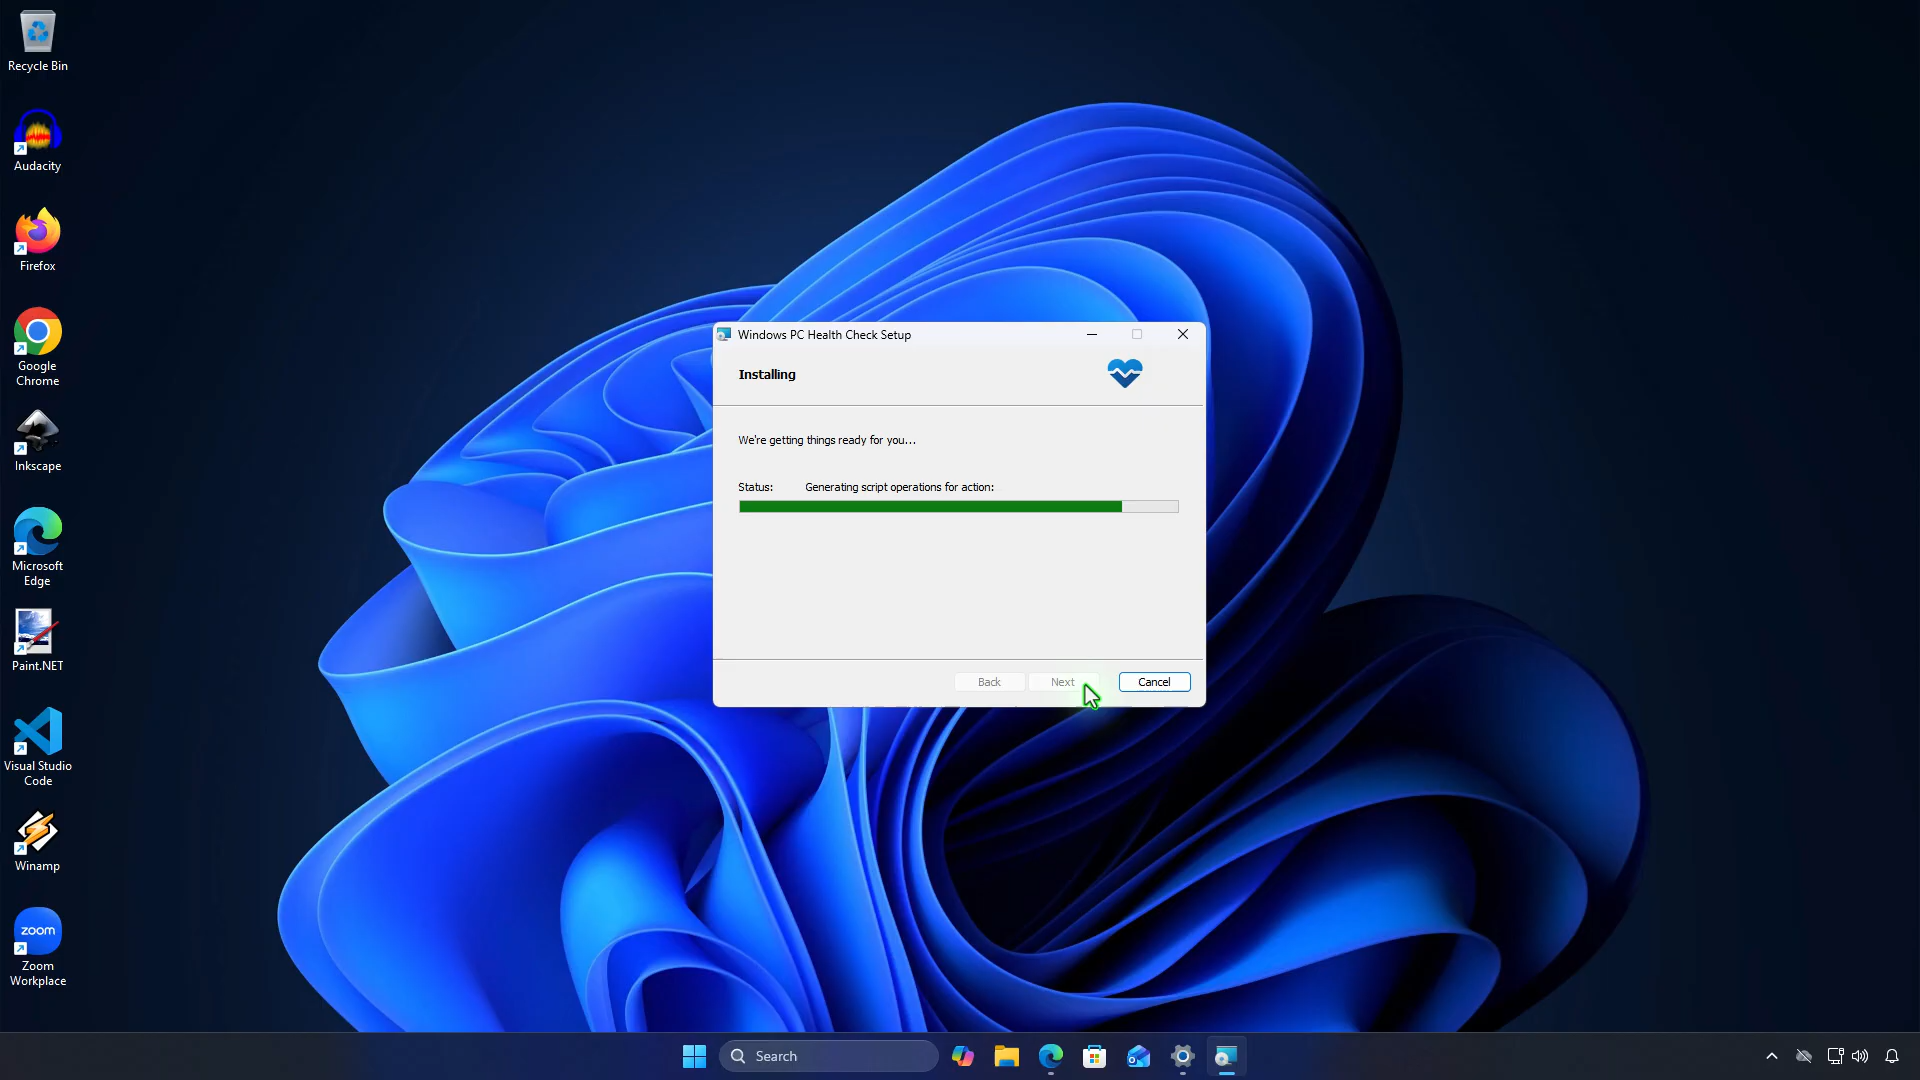 Recycle Bin
Audacity
Firefox
Google
Chrome
Inkscape
Microsoft
Edge
Paint.NET
Visual Studio
Code
Winamp
zoom
Zoom
Workplace
Windows PC Health Check Setup
Installing
We're getting things ready for you...
Status: Generating script operations for action:
Back Next Cancel
Search